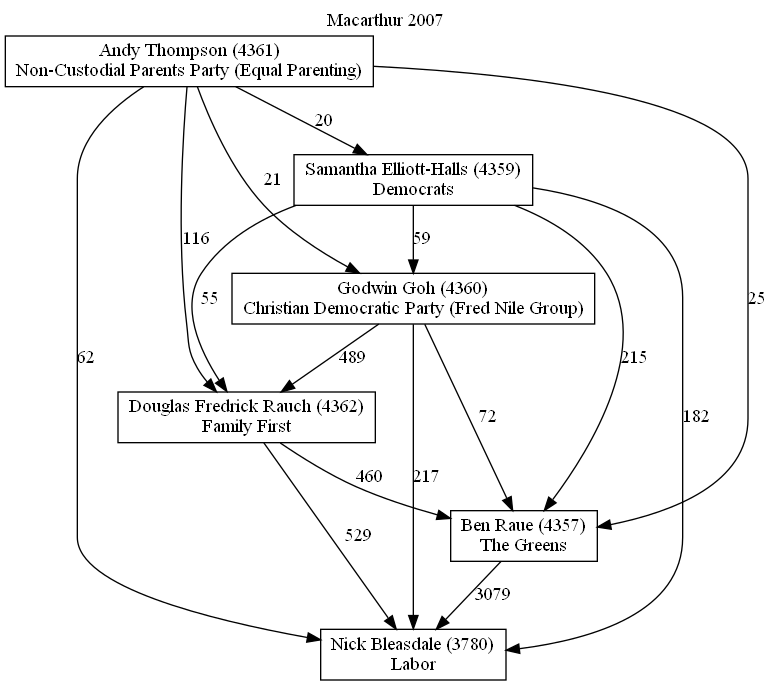 Macarthur 2007
Andy Thompson (4361)
Non-Custodial Parents Party (Equal Parenting)
20
Samantha Elliott-Halls (4359)
Democrats
21
116
59
Godwin Goh (4360)
Christian Democratic Party (Fred Nile Group)
55
25
62
489
215
Douglas Fredrick Rauch (4362)
Family First
72
182
460
217
Ben Raue (4357)
The Greens
529
3079
Nick Bleasdale (3780)
Labor